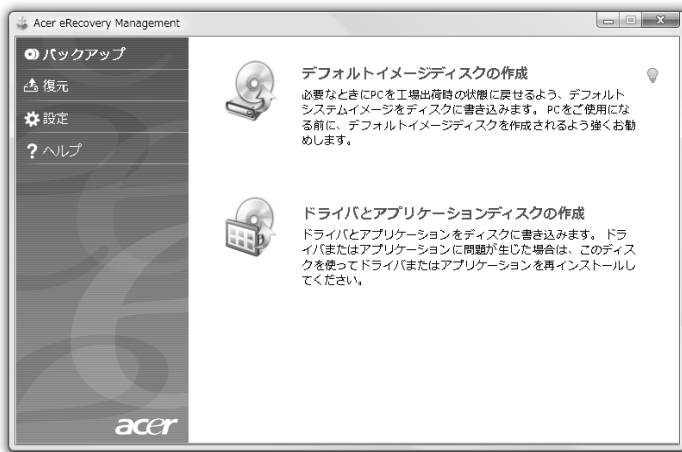 Acer eRecovery Management
バックアップ
復元
設定
? ヘルプ
デフォルトイメージディスクの作成
必要なときにPCを工場出荷時の状態に戻せるよう、デフォルト
システムイメージをディスクに書き込みます。 PCをご使用にな
る前に、デフォルトイメージディスクを作成されるよう強くお勧
めします。
ドライバとアプリケーションディスクの作成
ドライバとアプリケーションをディスクに書き込みます。 ドラ
イバまたはアプリケーションに問題が生じた場合は、このディス
クを使ってドライバまたはアプリケーションを再インストールし
てください。
acer